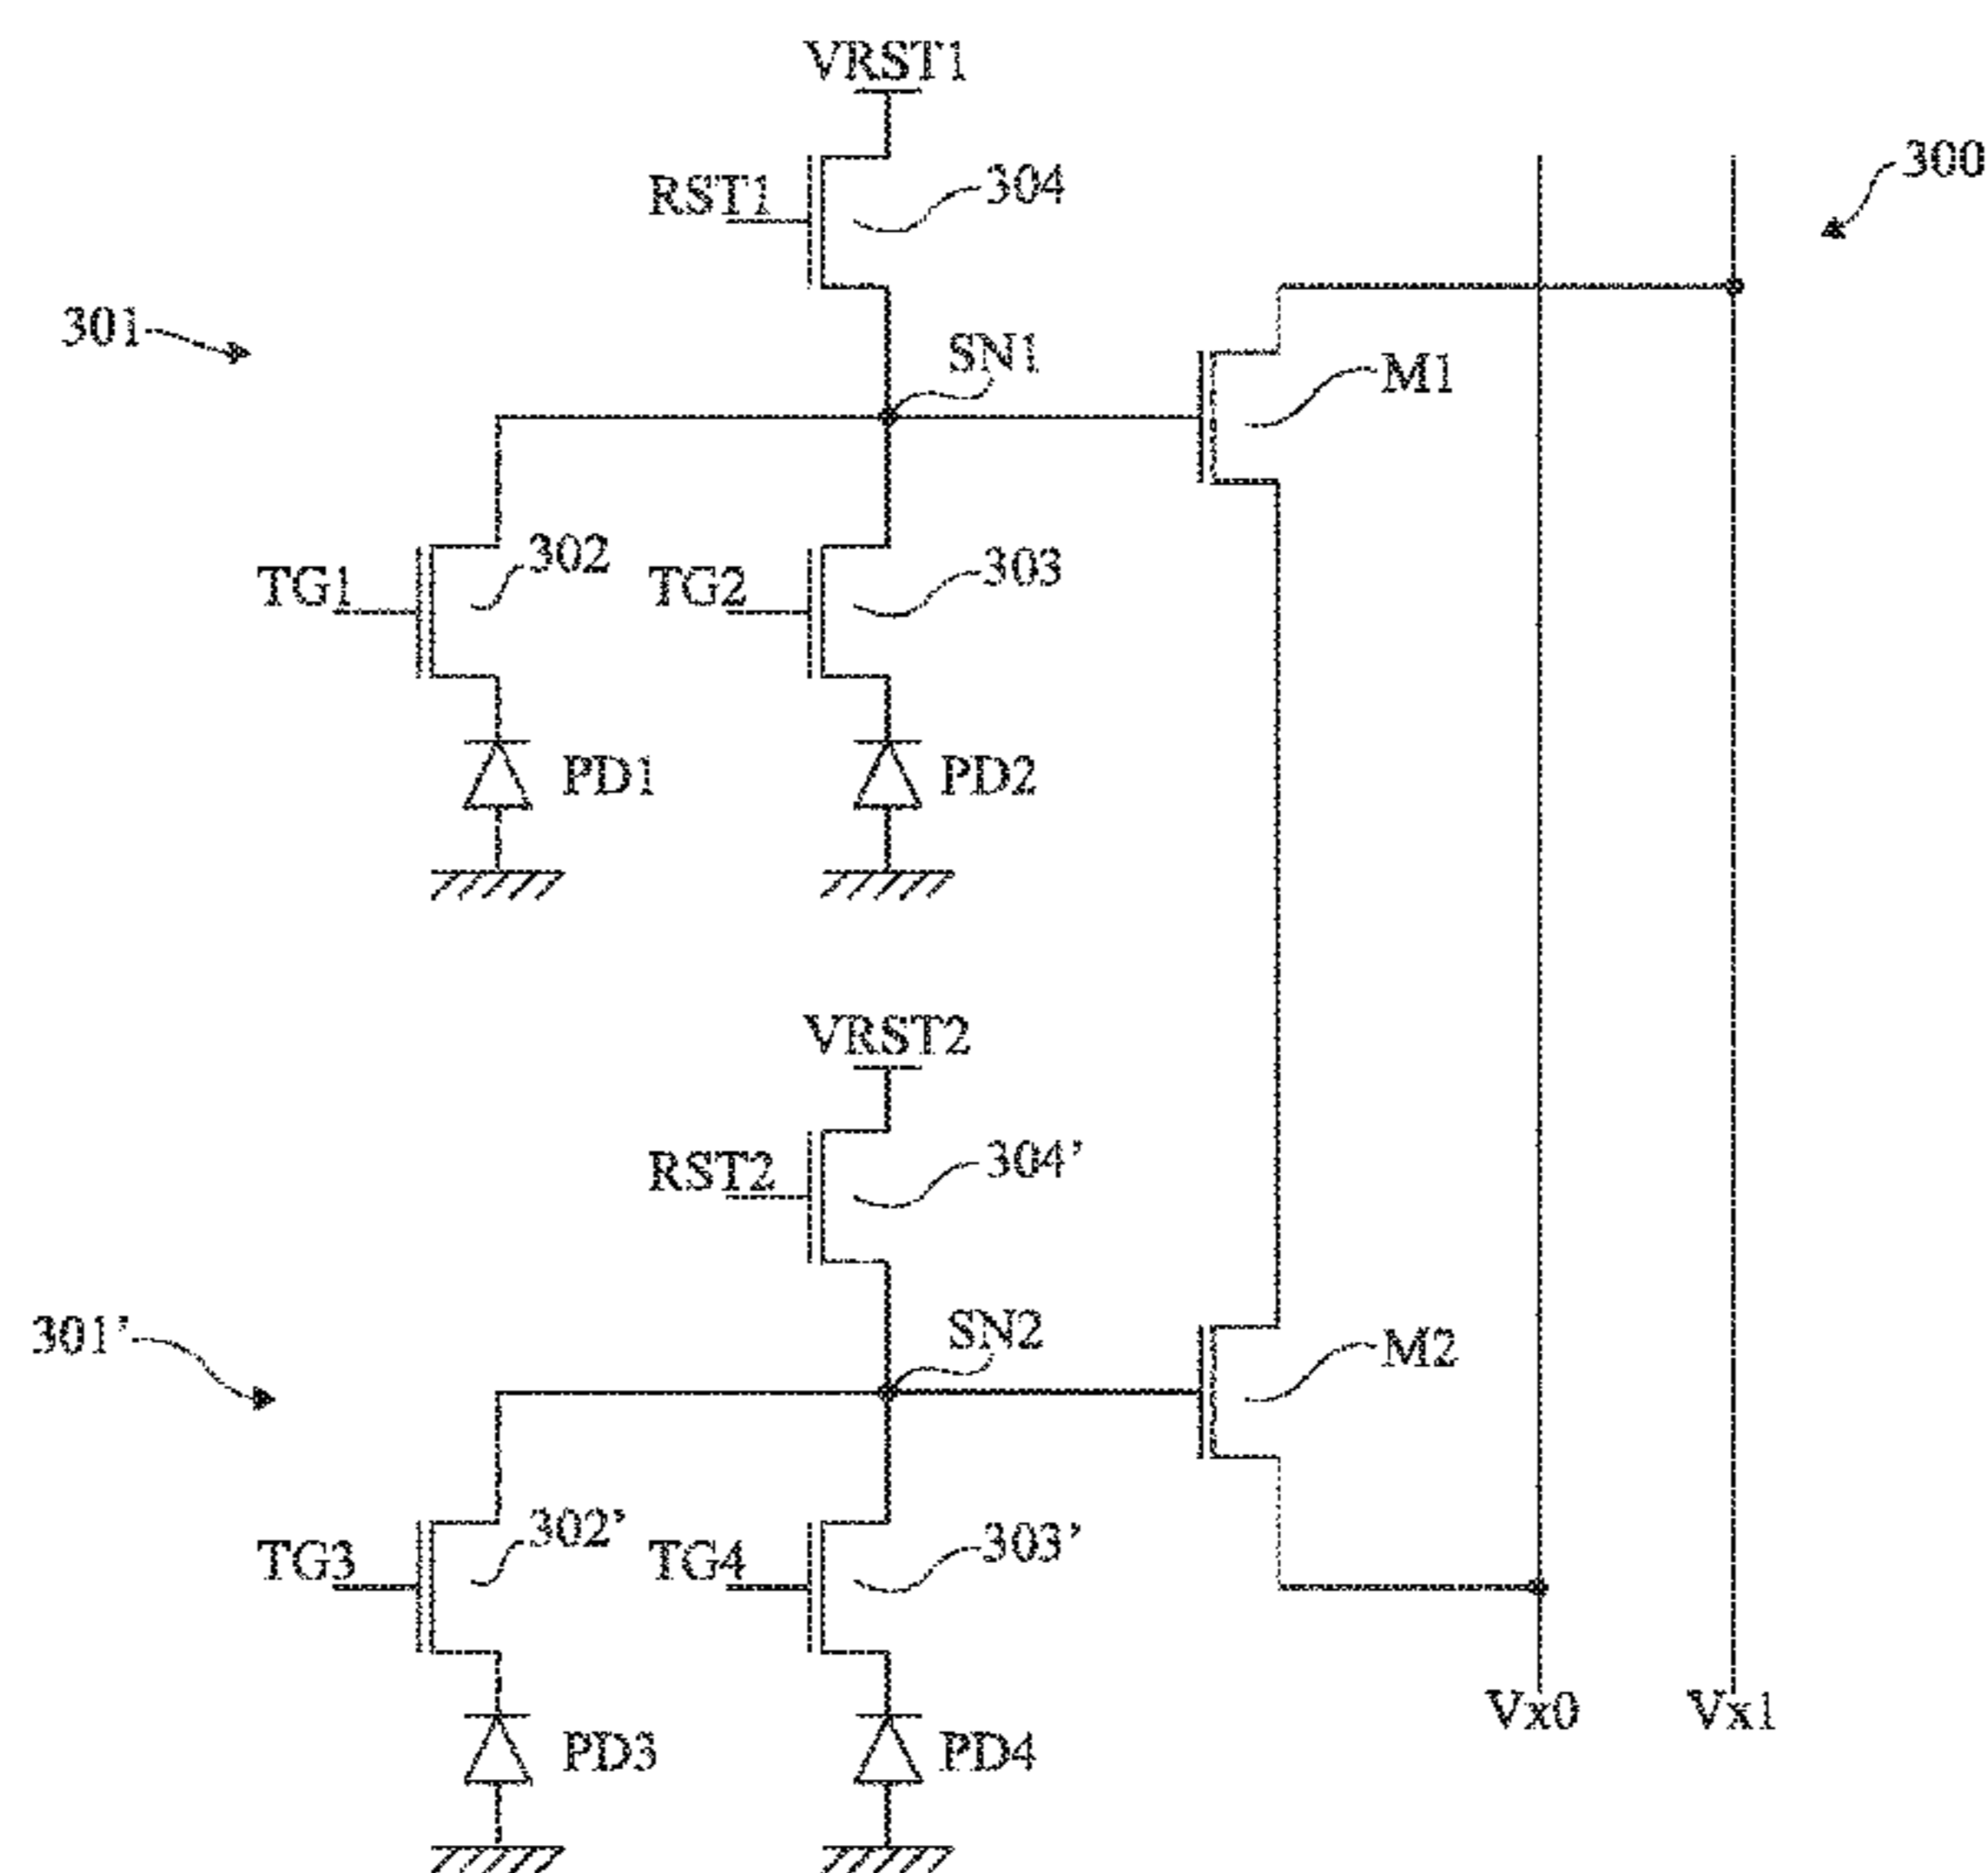 VRST1
300
304
RST1
301
SN1
M1
302
303
TG1
TG2
PD1
PD2
VRST2
304’
RST2
SN2
301’
M2
302’
303’
TG3
TG4
Vx0
Vx1
PD3
PD4